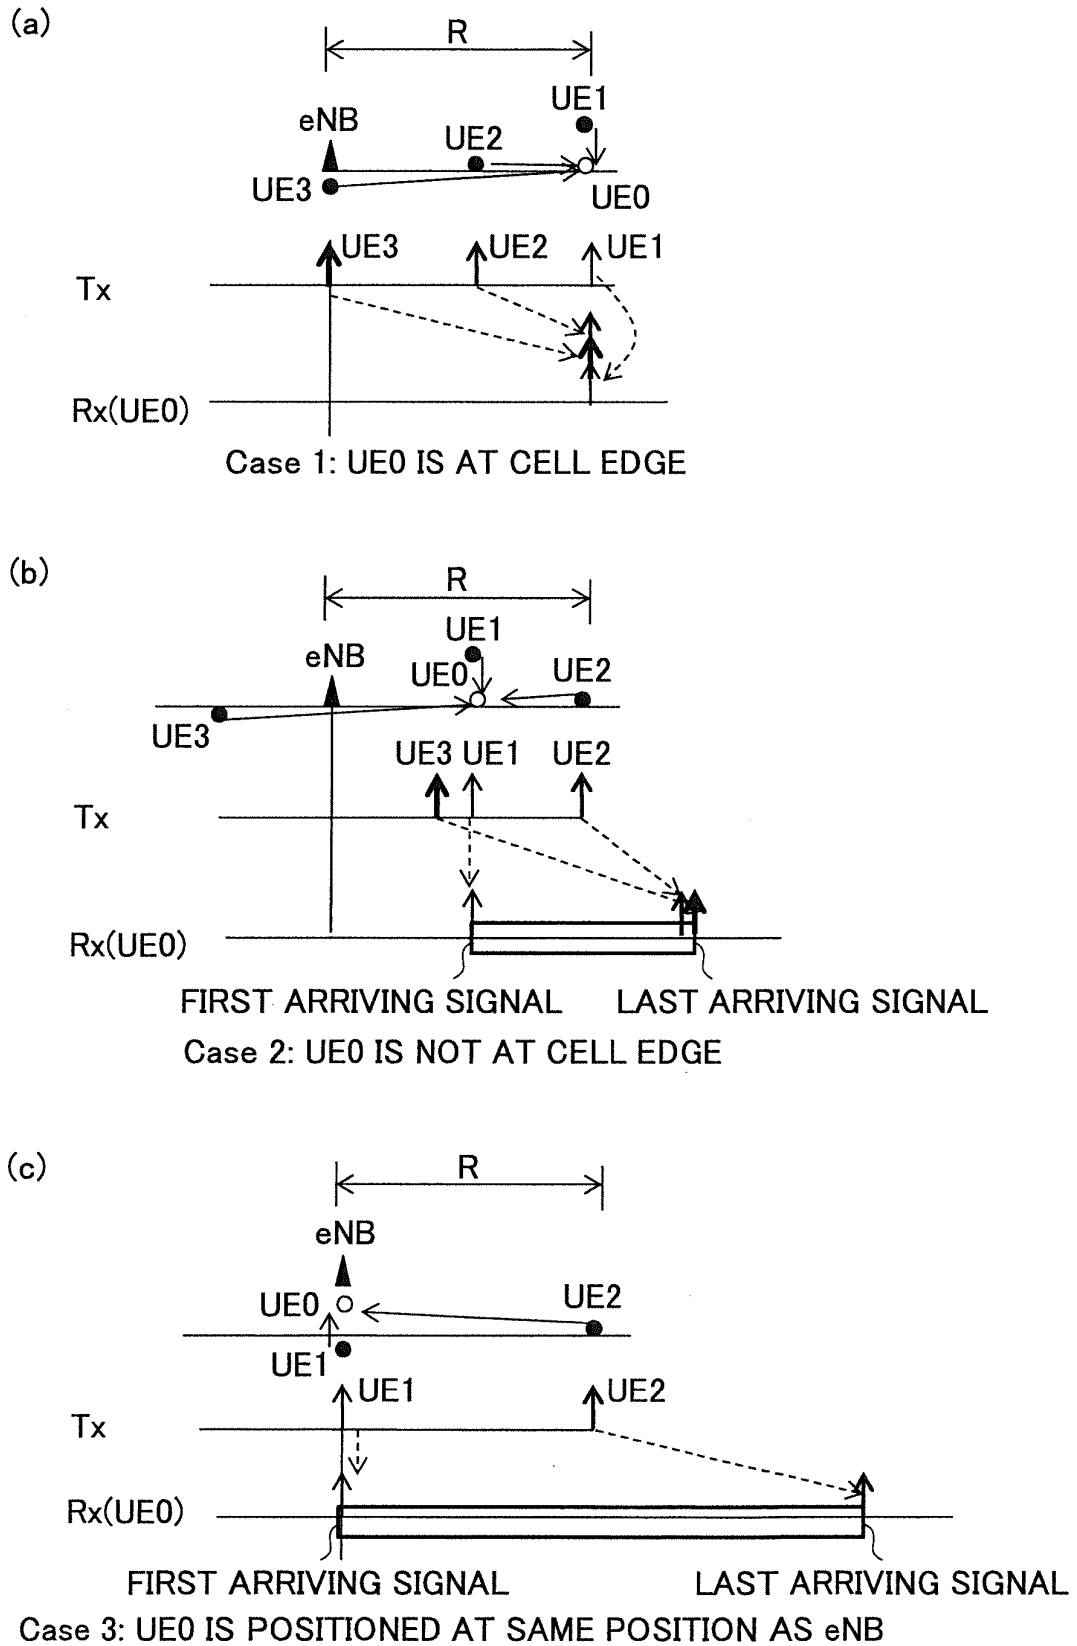 (a)
R
UE1
eNB
UE2
UE3
UE0
UE3
UE2
UE1
Tx
Rx(UE0)
Case 1: UE0 IS AT CELL EDGE
(b)
R
UE1
eNB
UE0
UE2
UE3
UE3 UE1
UE2
Tx
Rx(UE0)
FIRST ARRIVING SIGNAL
LAST ARRIVING SIGNAL
Case 2: UE0 IS NOT AT CELL EDGE
(c)
R
eNB
UE0
UE2
UE1
UE1
UE2
Tx
Rx(UE0)
FIRST ARRIVING SIGNAL
LAST ARRIVING SIGNAL
Case 3: UE0 IS POSITIONED AT SAME POSITION AS eNB